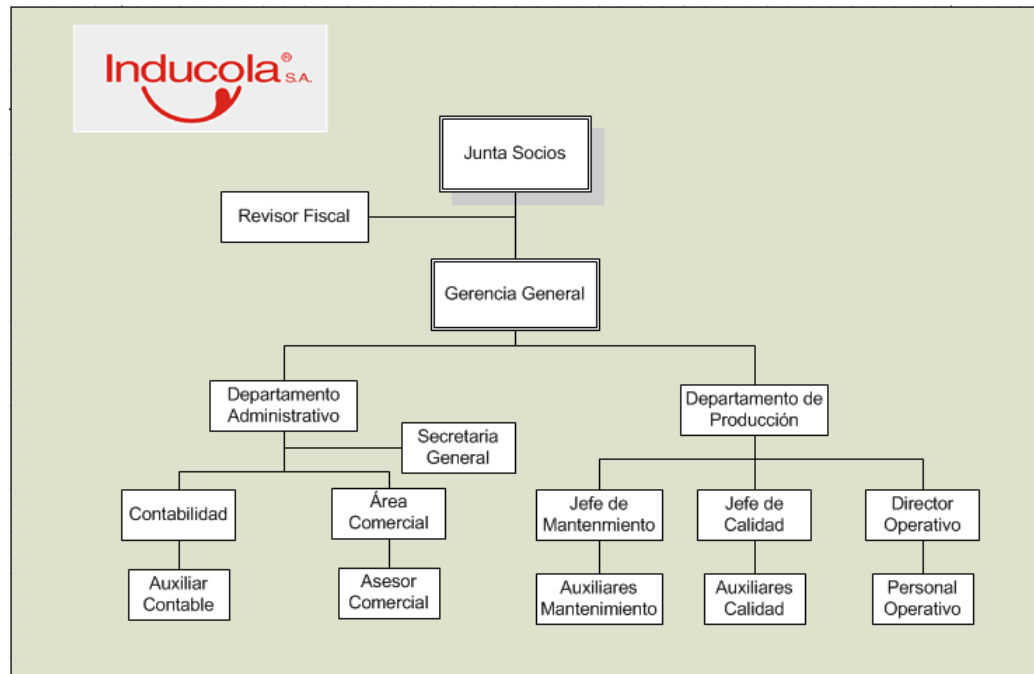 Inducola®
S.A.
Junta Socios
Revisor Fiscal
Gerencia General
Departamento
Administrativo
Departamento de
Producción
Secretaria
General
Contabilidad
Área
Comercial
Jefe de
Mantenmiento
Jefe de
Calidad
Director
Operativo
Auxiliar
Contable
Asesor
Comercial
Auxiliares
Mantenimiento
Auxiliares
Calidad
Personal
Operativo